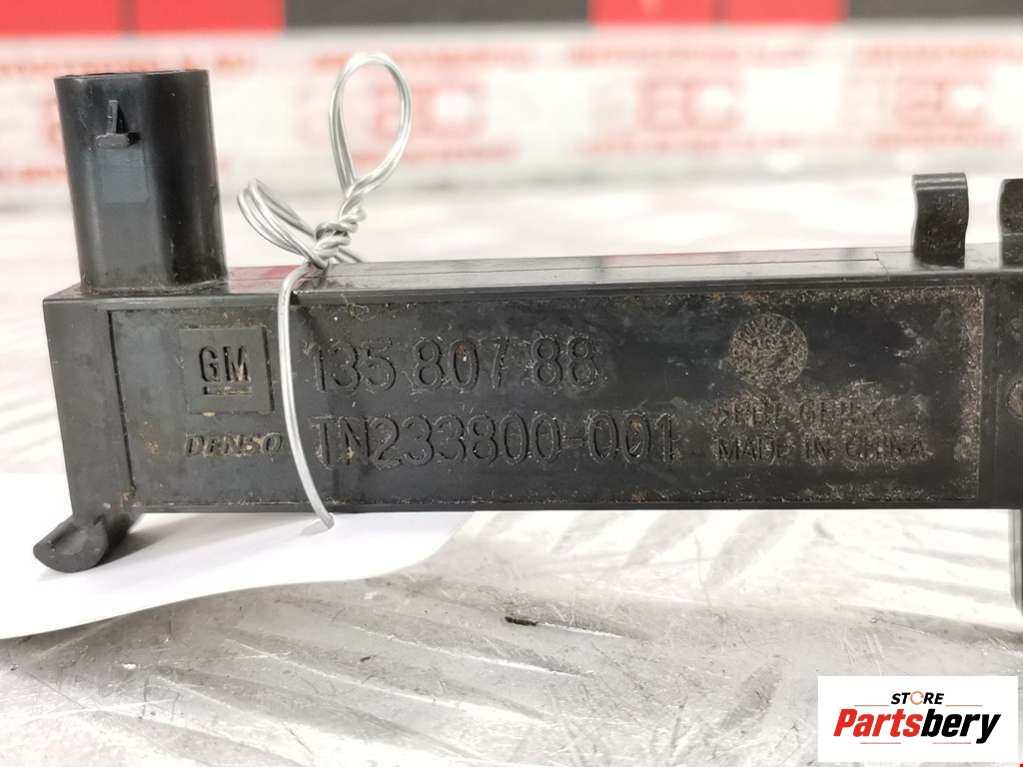 GM 135 807 88
DENSO TN233800-001
MADE IN CHINA
STORE
Partsbery